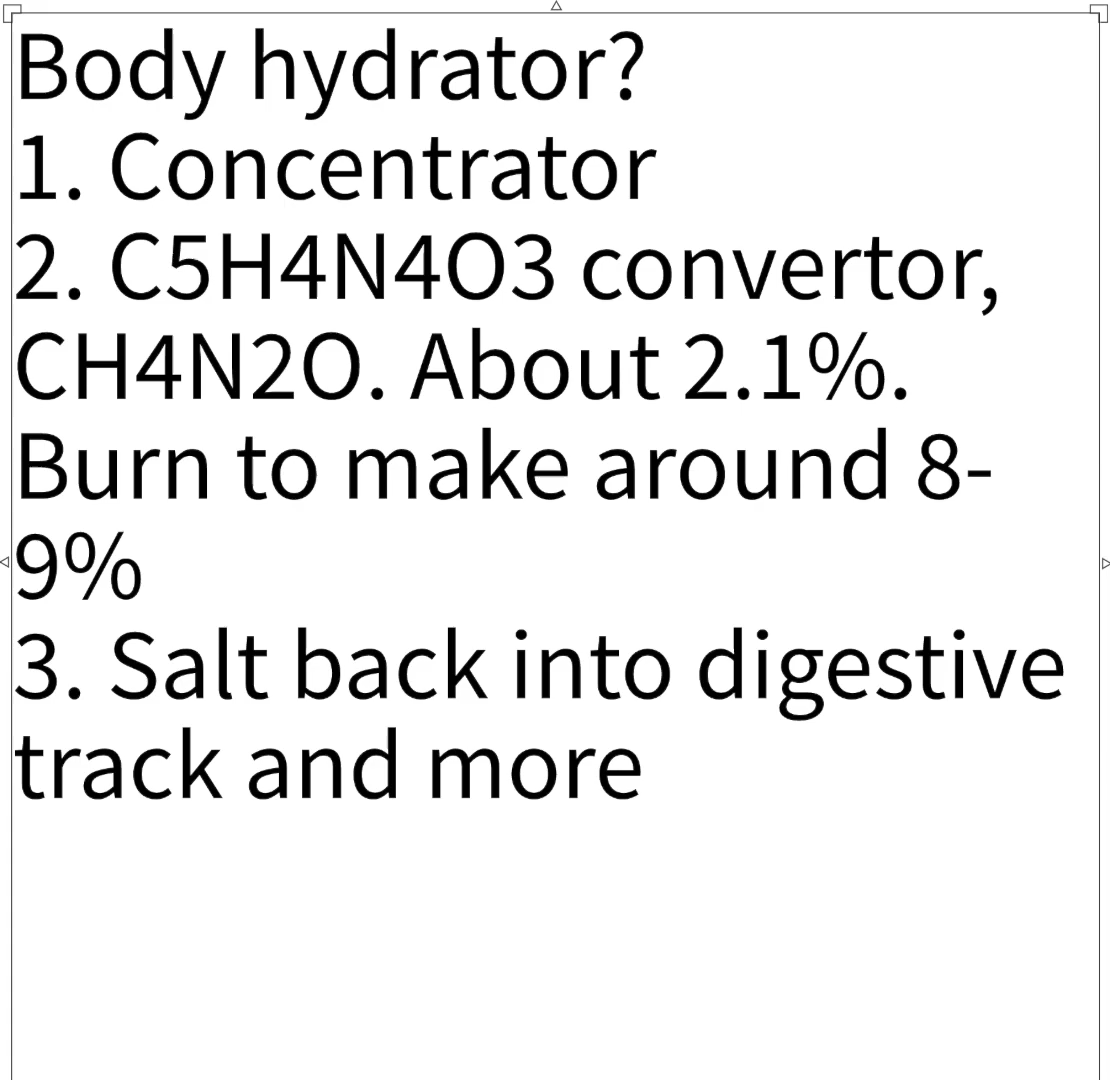 Body hydrator?
1. Concentrator
2. C5H4N4O3 convertor,
CH4N2O. About 2.1%.
Burn to make around 8-
9%
3. Salt back into digestive
track and more